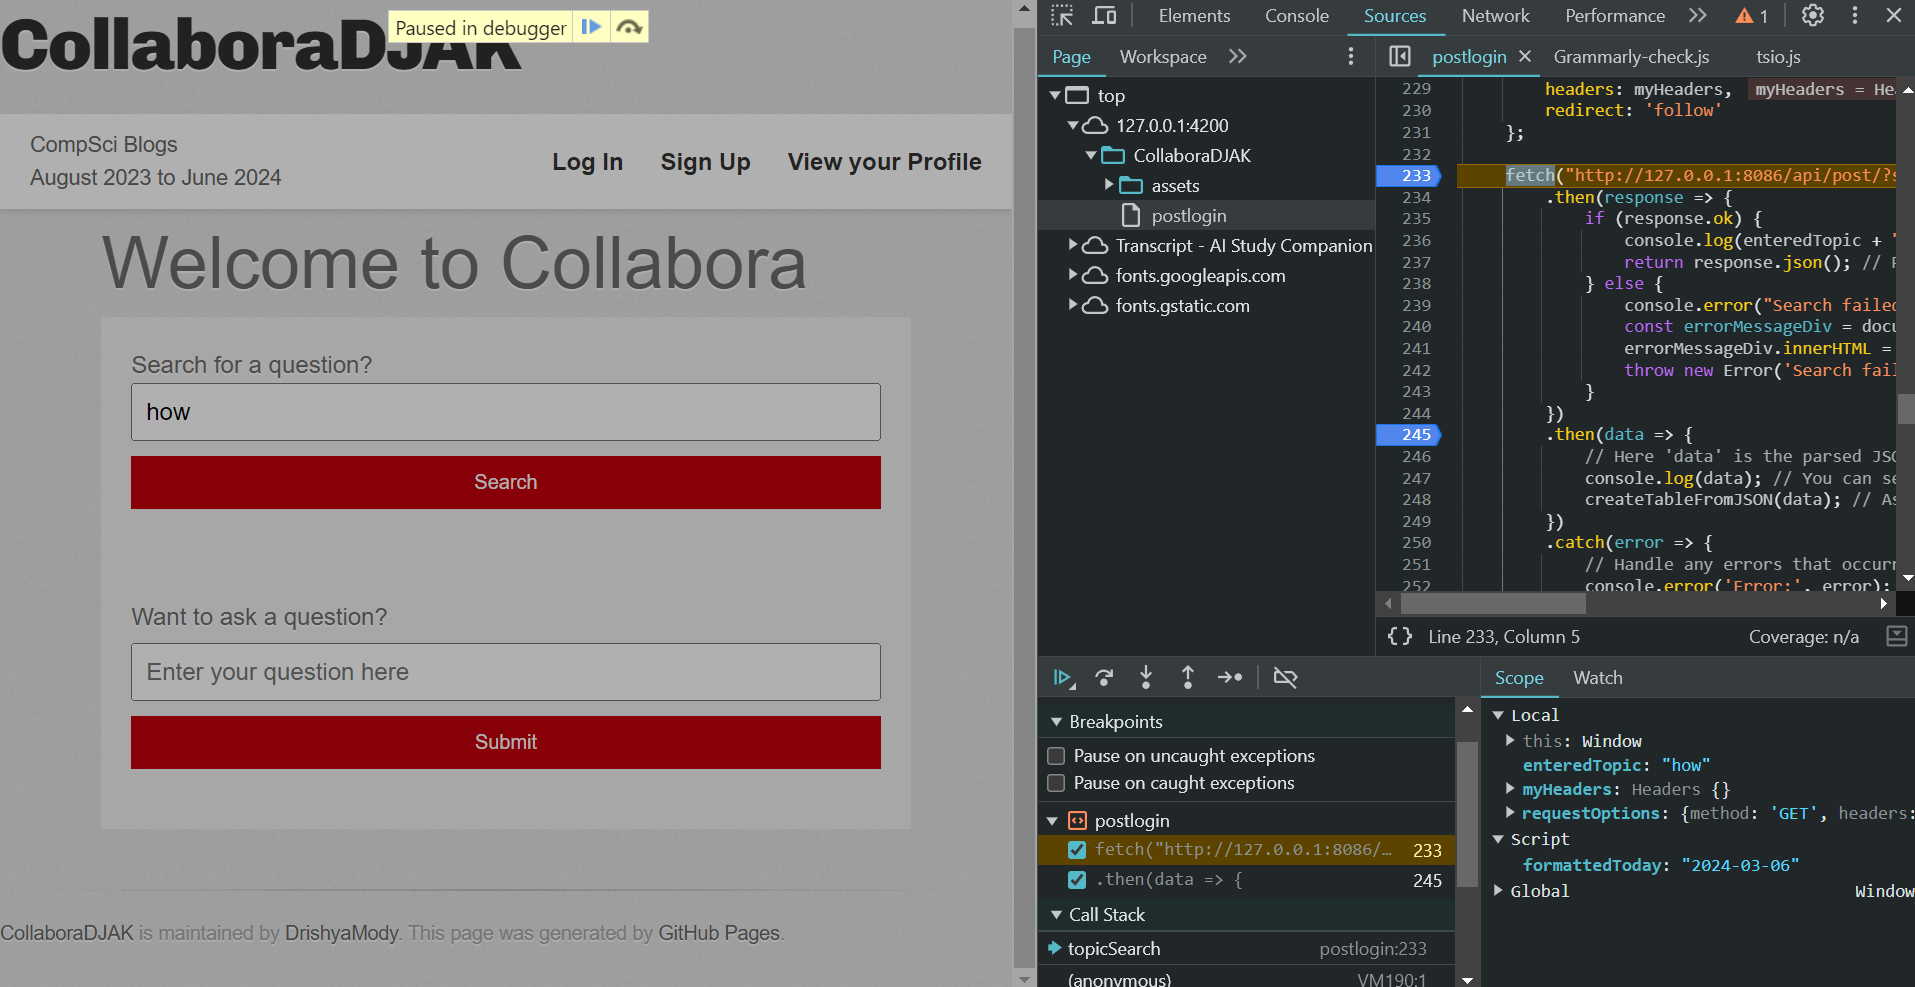 CollaboraDJAK
Paused in debugger
CompSci Blogs
August 2023 to June 2024
Log In Sign Up View your Profile
Welcome to Collabora
Search for a question?
how
Search
Want to ask a question?
Enter your question here
Submit
CollaboraDJAK is maintained by DrishyaMody. This page was generated by GitHub Pages.
Elements Console Sources Network Performance 1
Page Workspace
top
127.0.0.1:4200
CollaboraDJAK
assets
postlogin
Transcript - AI Study Companion
fonts.googleapis.com
fonts.gstatic.com
postlogin Grammarly-check.js tsio.js
229 headers: myHeaders, myHeaders = Hea
230 redirect: 'follow'
231 };
232
233 fetch("http://127.0.0.1:8086/api/post/?s
234 .then(response => {
235 if (response.ok) {
236 console.log(enteredTopic + "
237 return response.json(); //
238 } else {
239 console.error("Search failed
240 const errorMessageDiv = docu
241 errorMessageDiv.innerHTML =
242 throw new Error('Search fail
243 }
244 })
245 .then(data => {
246 // Here 'data' is the parsed JSO
247 console.log(data); // You can se
248 createTableFromJSON(data); // As
249 })
250 .catch(error => {
251 // Handle any errors that occurr
252 console.error('Error:', error);
{} Line 233, Column 5 Coverage: n/a
Breakpoints
Pause on uncaught exceptions
Pause on caught exceptions
postlogin
fetch("http://127.0.0.1:8086/… 233
.then(data => { 245
Call Stack
topicSearch postlogin:233
(anonymous) VM190:1
Scope Watch
Local
this: Window
enteredTopic: "how"
myHeaders: Headers {}
requestOptions: {method: 'GET', headers:
Script
formattedToday: "2024-03-06"
Global Window